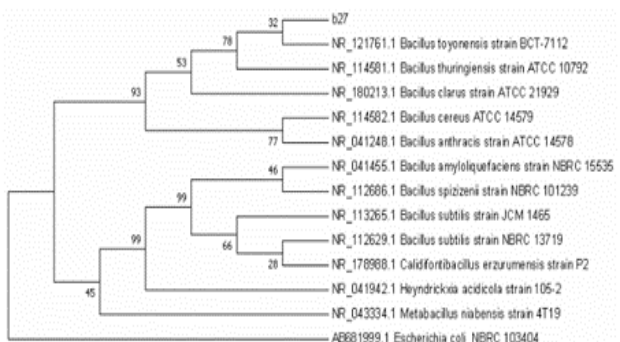 b27
32
NR_121761.1 Bacillus toyonensis strain BCT-7112
78
NR_114581.1 Bacillus thuringiensis strain ATCC 10792
53
NR_180213.1 Bacillus clarus strain ATCC 21929
93
NR_114582.1 Bacillus cereus ATCC 14579
77
NR_041248.1 Bacillus anthracis strain ATCC 14578
NR_041455.1 Bacillus amyloliquefaciens strain NBRC 15535
46
NR_112686.1 Bacillus spizizenii strain NBRC 101239
99
NR_113265.1 Bacillus subtilis strain JCM 1465
66
NR_112629.1 Bacillus subtilis strain NBRC 13719
99
28
NR_178988.1 Calidifontibacillus erzurumensis strain P2
NR_041942.1 Heyndrickxia acidicola strain 105-2
45
NR_043334.1 Metabacillus niabensis strain 4T19
AB681999.1 Escherichia coli NBRC 103404